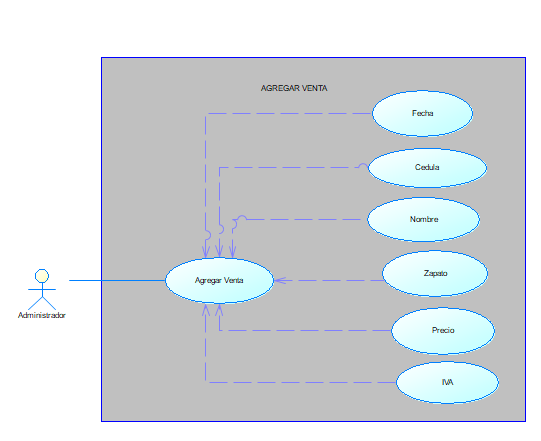 AGREGAR VENTA
Fecha
Cedula
Nombre
Zapato
Agregar Venta
Administrador
Precio
IVA